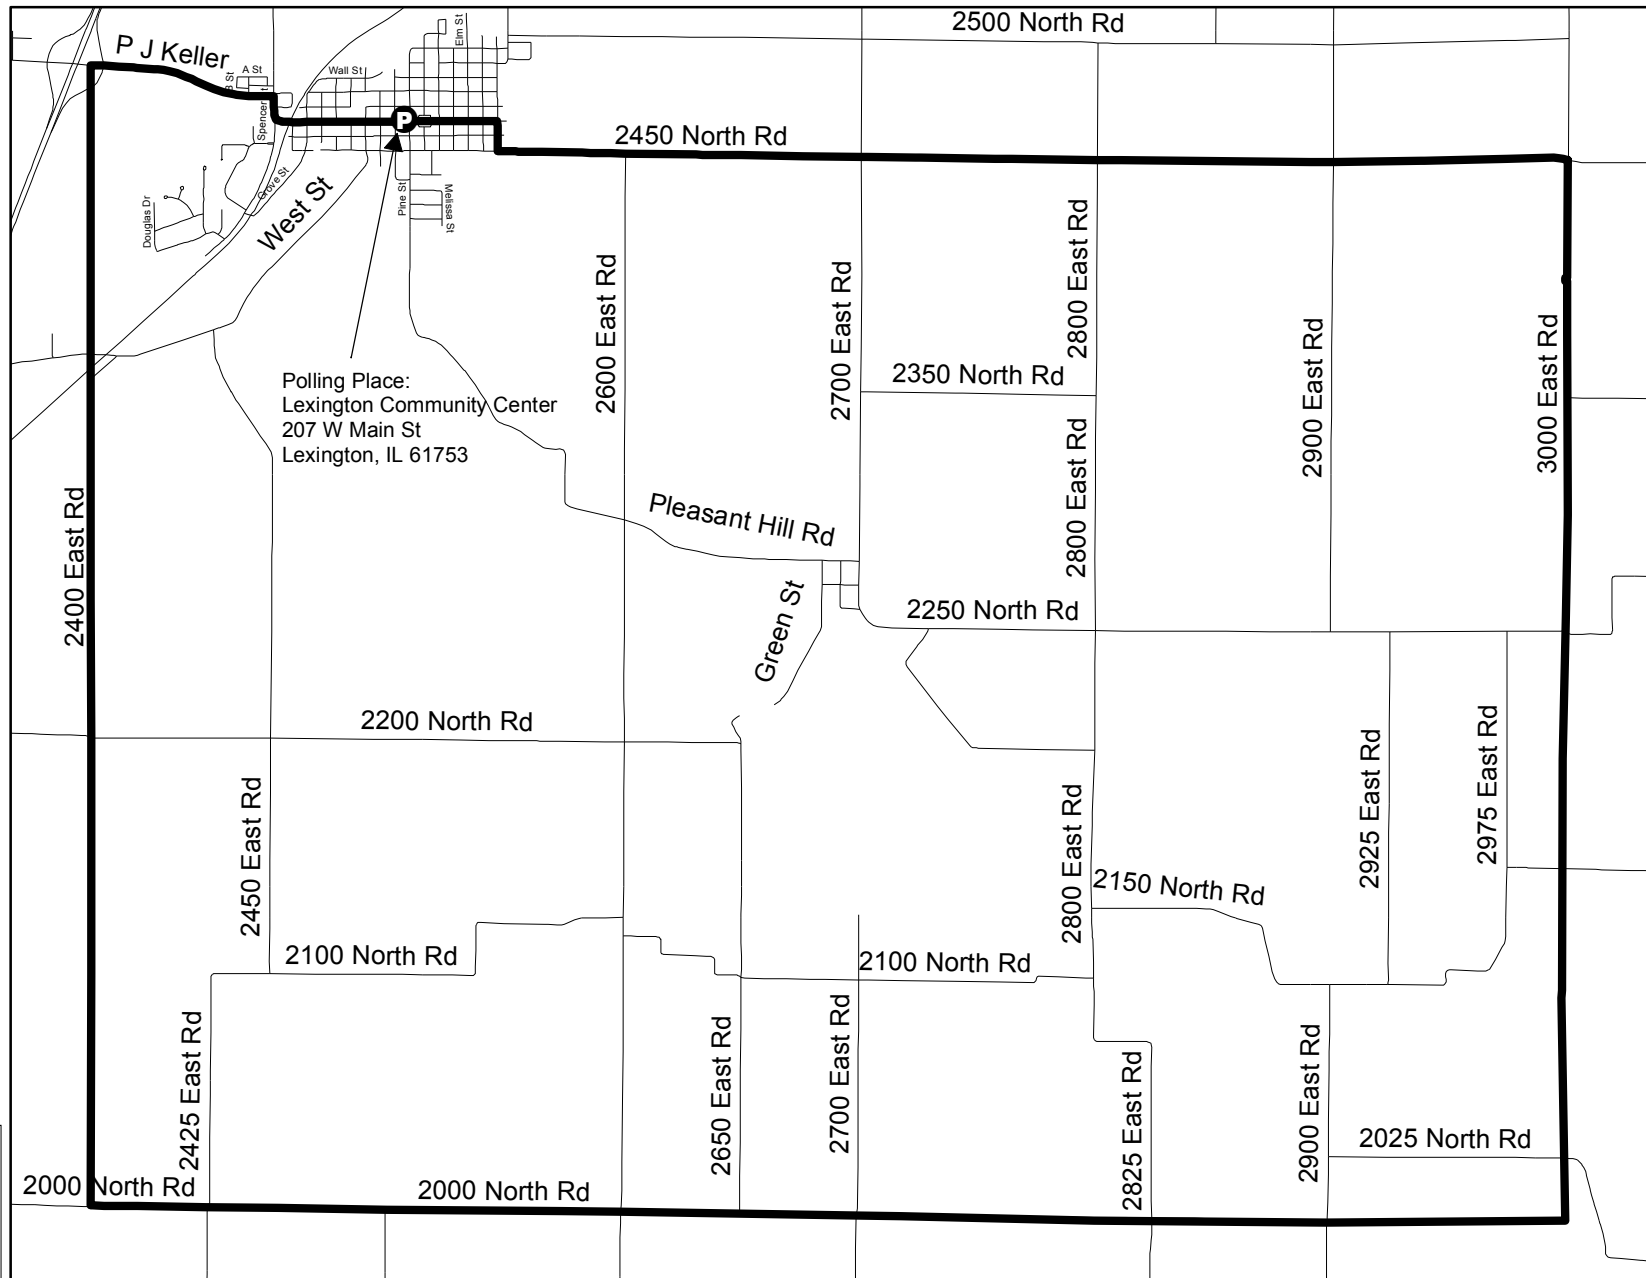 2500 North Rd
P J Keller
Elm St
A St
B St
Wall St
Spencer St
2450 North Rd
Grove St
West St
Douglas Dr
Pine St
Melissa St
2600 East Rd
2700 East Rd
2800 East Rd
2900 East Rd
3000 East Rd
2350 North Rd
Polling Place:
Lexington Community Center
207 W Main St
Lexington, IL 61753
P
2400 East Rd
2800 East Rd
Pleasant Hill Rd
Green St
2250 North Rd
2200 North Rd
2450 East Rd
2800 East Rd
2925 East Rd
2975 East Rd
2150 North Rd
2100 North Rd
2100 North Rd
2425 East Rd
2650 East Rd
2700 East Rd
2825 East Rd
2900 East Rd
2025 North Rd
2000 North Rd
2000 North Rd